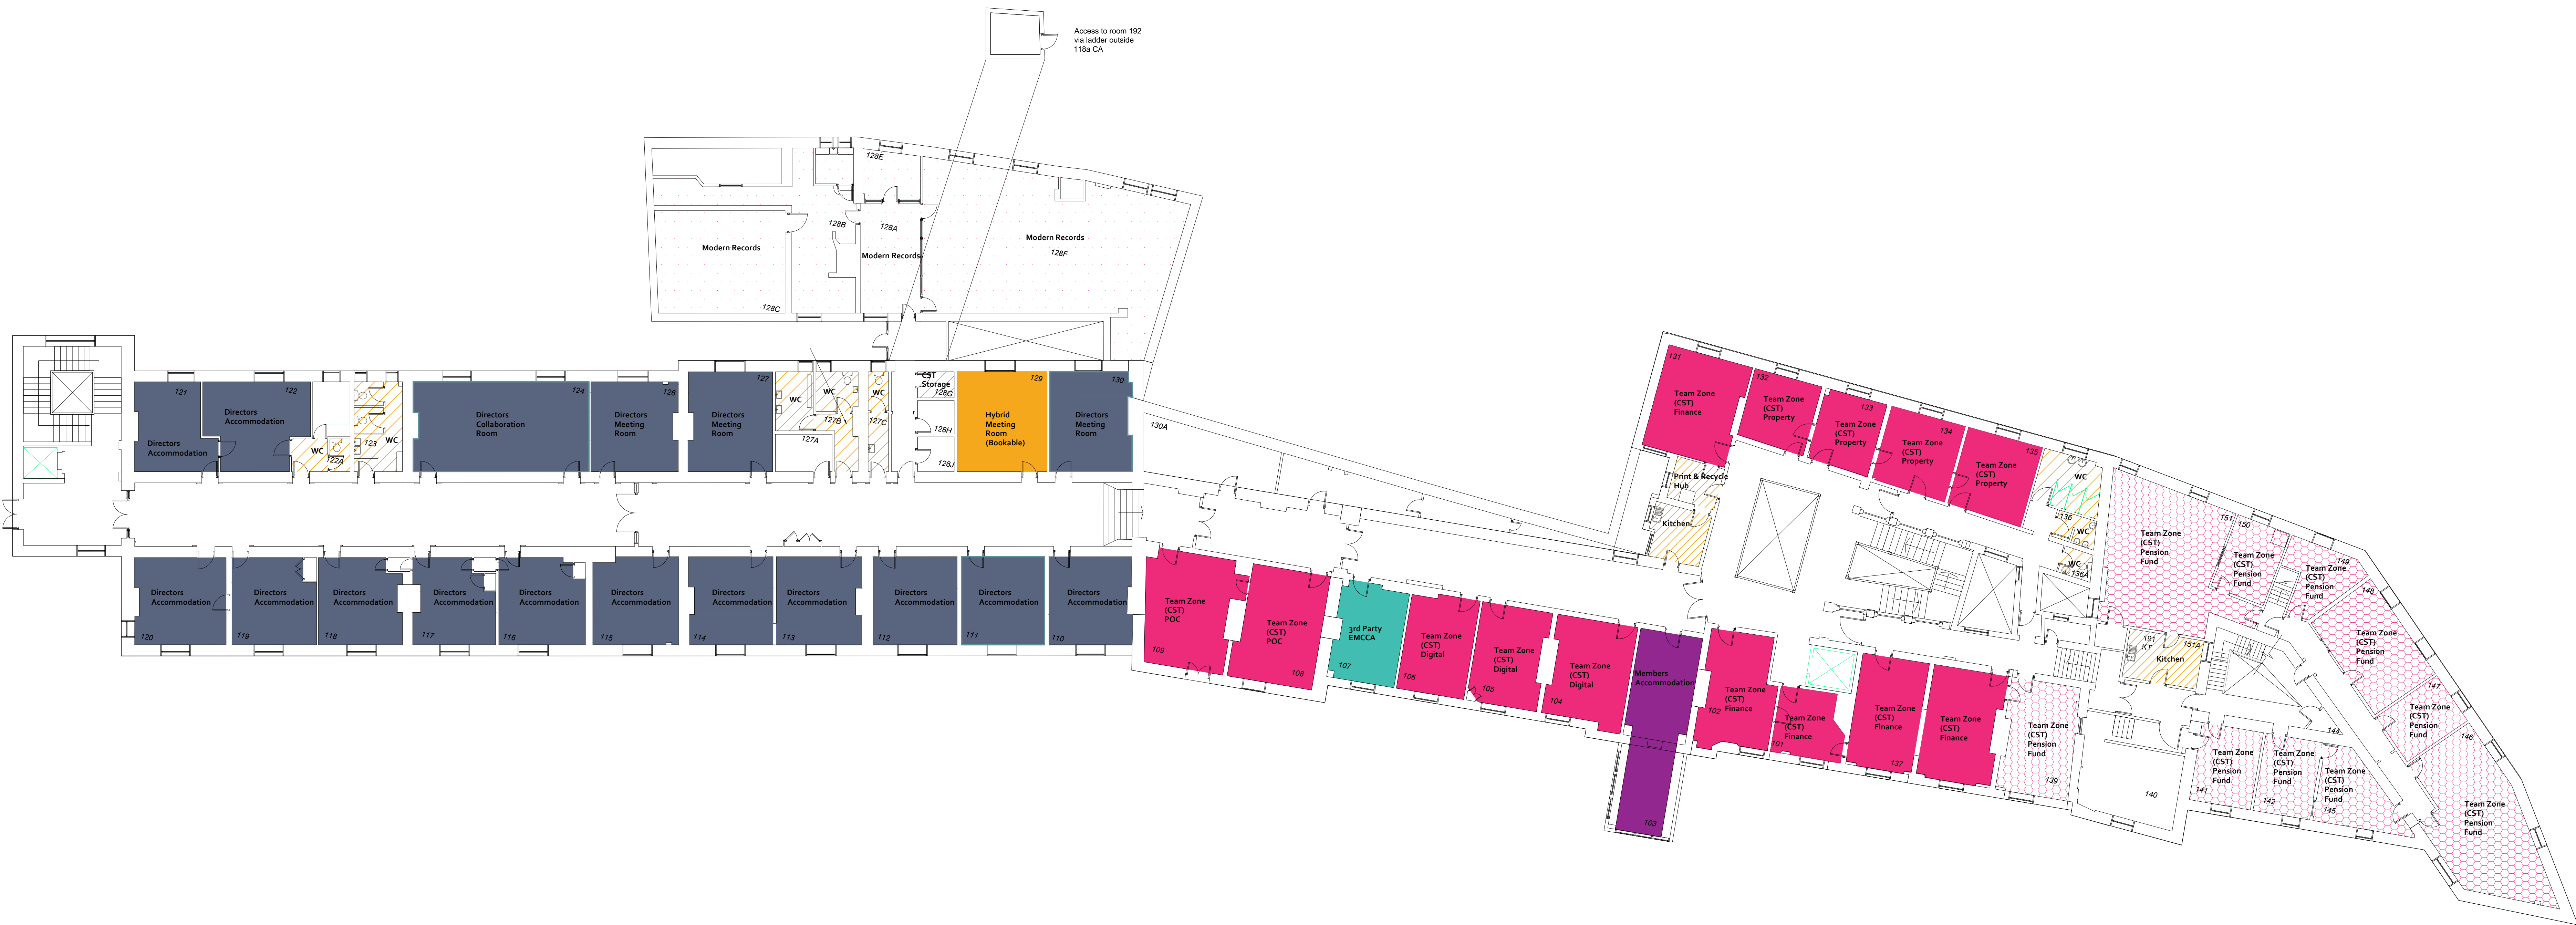 Access to room 192
via ladder outside
118a CA
128E
128B
128A
Modern Records
Modern Records
Modern Records
128F
128C
121
Directors
Accommodation
122
Directors
Accommodation
WC
122A
123
WC
124
Directors
Collaboration
Room
126
Directors
Meeting
Room
127
Directors
Meeting
Room
WC
127A
WC
127B
WC
127C
CST
Storage
128G
128H
128J
129
Hybrid
Meeting
Room
(Bookable)
130
Directors
Meeting
Room
130A
Directors
Accommodation
120
Directors
Accommodation
119
Directors
Accommodation
118
Directors
Accommodation
117
Directors
Accommodation
116
Directors
Accommodation
115
Directors
Accommodation
114
Directors
Accommodation
113
Directors
Accommodation
112
Directors
Accommodation
111
Directors
Accommodation
110
Team Zone
(CST)
POC
109
Team Zone
(CST)
POC
108
3rd Party
EMCCA
107
Team Zone
(CST)
Digital
106
Team Zone
(CST)
Digital
105
Team Zone
(CST)
Digital
104
Members
Accommodation
103
Team Zone
(CST)
Finance
102
Team Zone
(CST)
Finance
101
Team Zone
(CST)
Finance
137
Team Zone
(CST)
Finance
Team Zone
(CST)
Pension
Fund
139
140
131
Team Zone
(CST)
Finance
132
Team Zone
(CST)
Property
133
Team Zone
(CST)
Property
134
Team Zone
(CST)
Property
135
Team Zone
(CST)
Property
Print & Recycle
Hub
Kitchen
WC
136
WC
WC
136A
151
Team Zone
(CST)
Pension
Fund
150
Team Zone
(CST)
Pension
Fund
149
Team Zone
(CST)
Pension
Fund
148
Team Zone
(CST)
Pension
Fund
147
Team Zone
(CST)
Pension
Fund
146
Team Zone
(CST)
Pension
Fund
191
KT
151A
Kitchen
144
Team Zone
(CST)
Pension
Fund
141
Team Zone
(CST)
Pension
Fund
142
Team Zone
(CST)
Pension
Fund
145